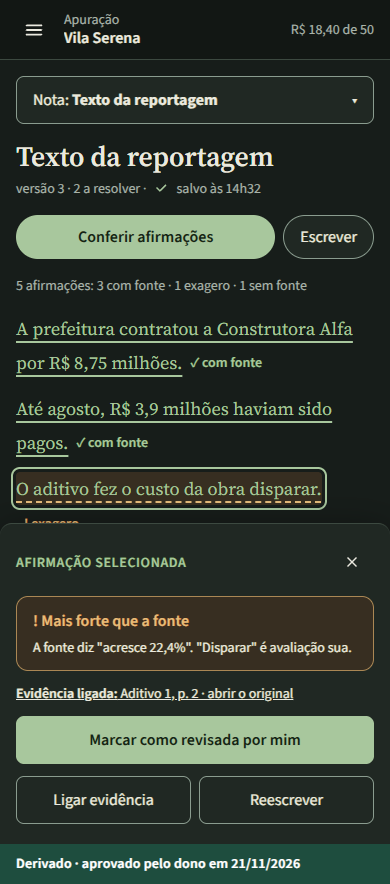 Apuração
Vila Serena
R$ 18,40 de 50
Nota: Texto da reportagem
Texto da reportagem
versão 3 · 2 a resolver · ✓ salvo às 14h32
Conferir afirmações
Escrever
5 afirmações: 3 com fonte · 1 exagero · 1 sem fonte
A prefeitura contratou a Construtora Alfa
por R$ 8,75 milhões. ✓ com fonte
Até agosto, R$ 3,9 milhões haviam sido
pagos. ✓ com fonte
O aditivo fez o custo da obra disparar.
! exagero
AFIRMAÇÃO SELECIONADA
! Mais forte que a fonte
A fonte diz "acresce 22,4%". "Disparar" é avaliação sua.
Evidência ligada: Aditivo 1, p. 2 · abrir o original
Marcar como revisada por mim
Ligar evidência
Reescrever
Derivado · aprovado pelo dono em 21/11/2026